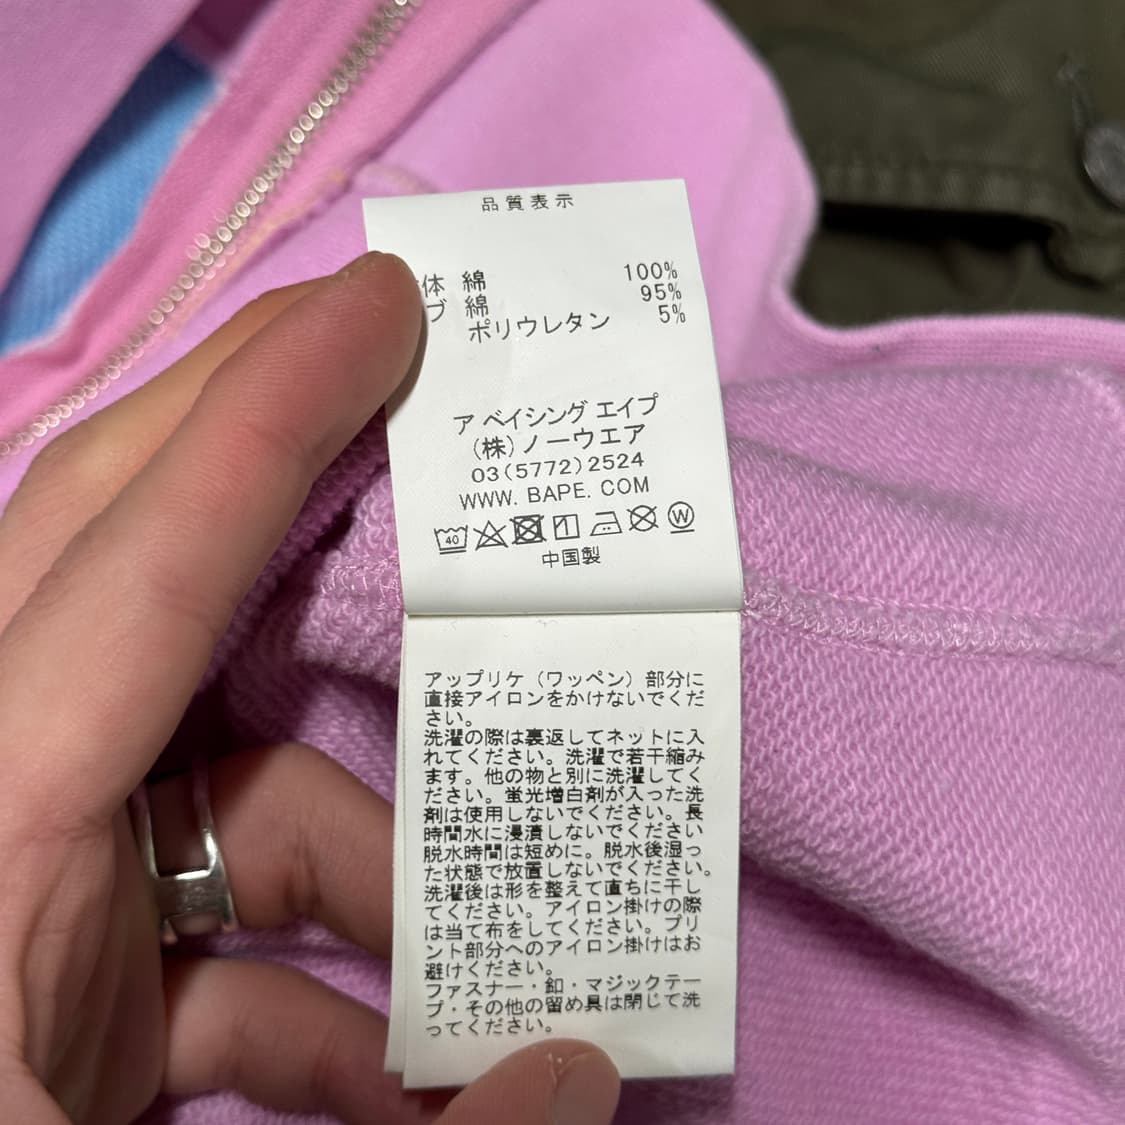 品質表示
体 綿 100%
ブ 綿 95%
ポリウレタン 5%
ア ベイシング エイプ
(株)ノーウエア
03(5772)2524
WWW. BAPE. COM
40 W
中国製
アップリケ（ワッペン）部分に
直接アイロンをかけないでくだ
さい。
洗濯の際は裏返してネットに入
れてください。洗濯で若干縮み
ます。他の物と別に洗濯してく
ださい。蛍光増白剤が入った洗
剤は使用しないでください。長
時間水に浸漬しないでください
脱水時間は短めに。脱水後湿っ
た状態で放置しないでください。
洗濯後は形を整えて直ちに干し
てください。アイロン掛けの際
は当て布をしてください。プリ
ント部分へのアイロン掛けはお
避けください。
ファスナー・釦・マジックテー
プ・その他の留め具は閉じて洗
ってください。